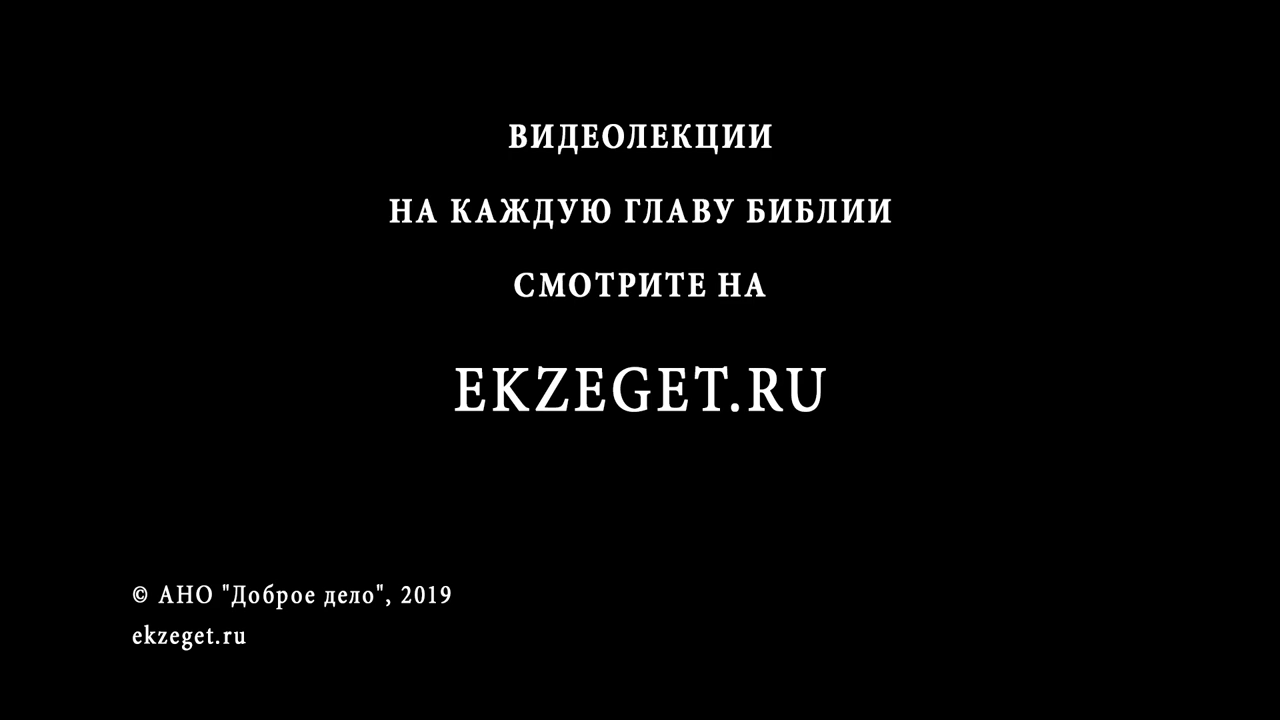 ВИДЕОЛЕКЦИИ
НА КАЖДУЮ ГЛАВУ БИБЛИИ
СМОТРИТЕ НА
EKZEGET.RU
© АНО "Доброе дело", 2019
ekzeget.ru